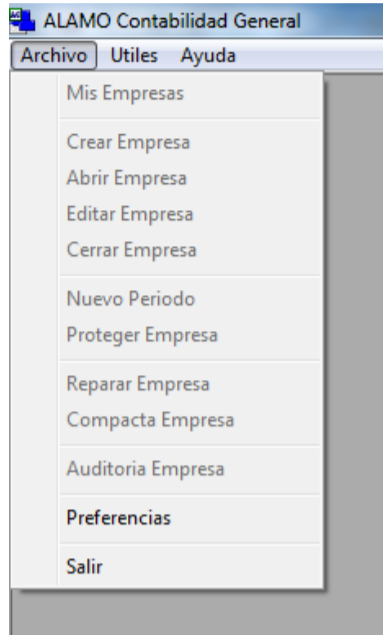 ALAMO Contabilidad General
Archivo Utiles Ayuda
Mis Empresas
Crear Empresa
Abrir Empresa
Editar Empresa
Cerrar Empresa
Nuevo Periodo
Proteger Empresa
Reparar Empresa
Compacta Empresa
Auditoria Empresa
Preferencias
Salir